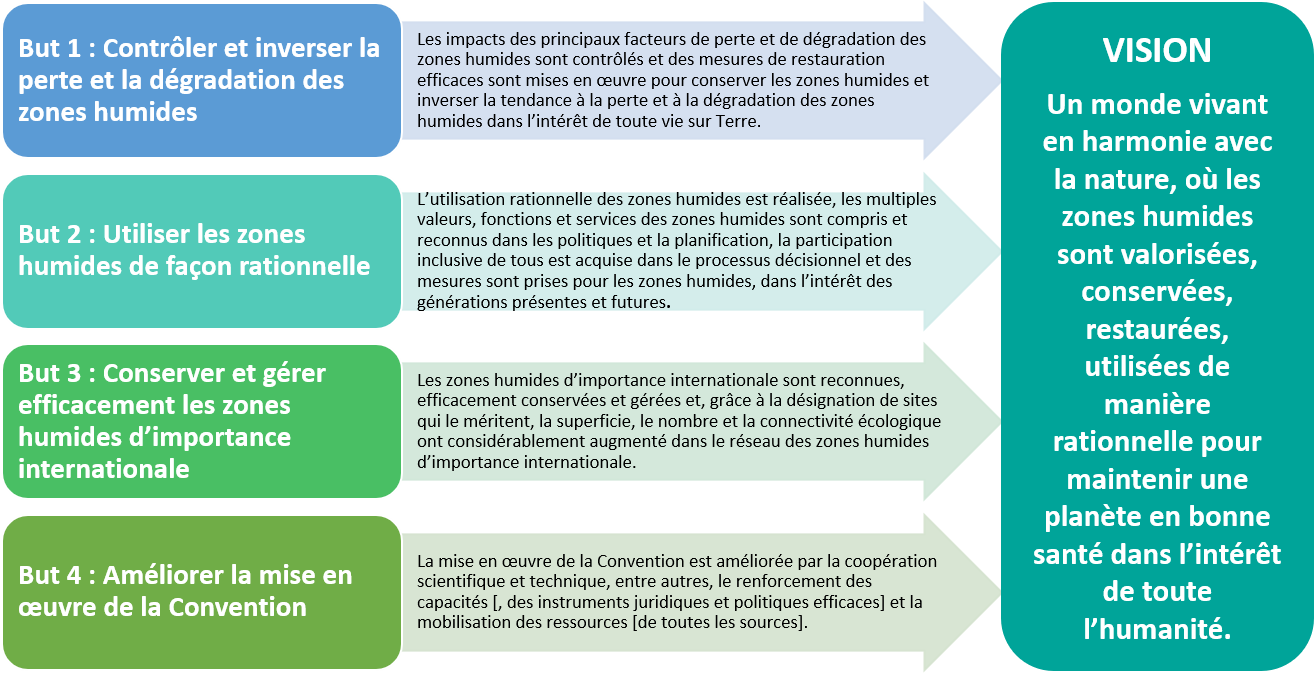 But 1 : Contrôler et inverser la
perte et la dégradation des
zones humides
Les impacts des principaux facteurs de perte et de dégradation des
zones humides sont contrôlés et des mesures de restauration
efficaces sont mises en œuvre pour conserver les zones humides et
inverser la tendance à la perte et à la dégradation des zones
humides dans l’intérêt de toute vie sur Terre.
But 2 : Utiliser les zones
humides de façon rationnelle
L’utilisation rationnelle des zones humides est réalisée, les multiples
valeurs, fonctions et services des zones humides sont compris et
reconnus dans les politiques et la planification, la participation
inclusive de tous est acquise dans le processus décisionnel et des
mesures sont prises pour les zones humides, dans l’intérêt des
générations présentes et futures.
But 3 : Conserver et gérer
efficacement les zones
humides d’importance
internationale
Les zones humides d’importance internationale sont reconnues,
efficacement conservées et gérées et, grâce à la désignation de sites
qui le méritent, la superficie, le nombre et la connectivité écologique
ont considérablement augmenté dans le réseau des zones humides
d’importance internationale.
But 4 : Améliorer la mise en
œuvre de la Convention
La mise en œuvre de la Convention est améliorée par la coopération
scientifique et technique, entre autres, le renforcement des
capacités [, des instruments juridiques et politiques efficaces] et la
mobilisation des ressources [de toutes les sources].
VISION
Un monde vivant
en harmonie avec
la nature, où les
zones humides
sont valorisées,
conservées,
restaurées,
utilisées de
manière
rationnelle pour
maintenir une
planète en bonne
santé dans l’intérêt
de toute
l’humanité.